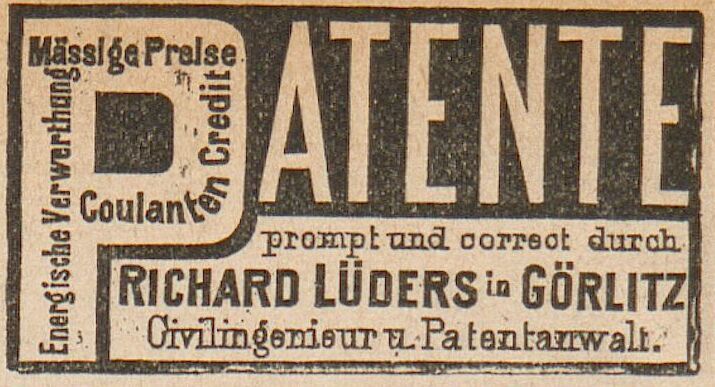 PATENTE
Mässige Preise
Coulanten Credit
Energische Verwerthung
prompt und correct durch
RICHARD LÜDERS in GÖRLITZ
Civilingenieur u. Patentanwalt.